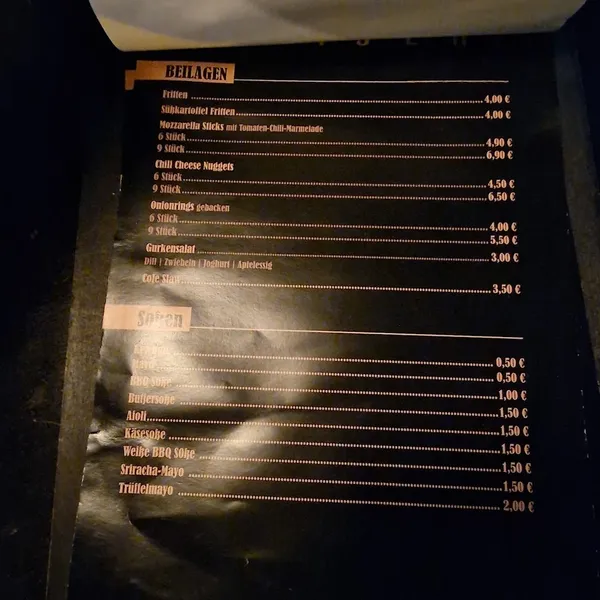 BEILAGEN
Fritten 4,00 €
Süßkartoffel Fritten 4,00 €
Mozzarella Sticks mit Tomaten-Chili-Marmelade
6 Stück 4,90 €
9 Stück 6,90 €
Chili Cheese Nuggets
6 Stück 4,50 €
9 Stück 6,50 €
Onionrings gebacken
6 Stück 4,00 €
9 Stück 5,50 €
Gurkensalat 3,00 €
Dill | Zwiebeln | Joghurt | Apfelessig
Cole Slaw 3,50 €
Soßen
0,50 €
0,50 €
BBQ Soße 1,00 €
Burgersoße 1,50 €
Aioli 1,50 €
Käsesoße 1,50 €
Weiße BBQ Soße 1,50 €
Sriracha-Mayo 1,50 €
Trüffelmayo 2,00 €